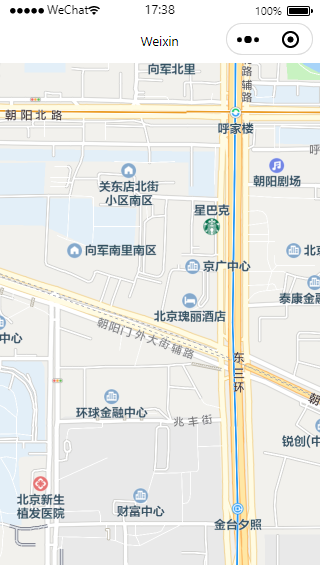 WeChat
17:38
100%
Weixin
向军北里
路辅路
朝阳北路
呼家楼
呼
关东店北街
小区南区
朝阳剧场
星巴克
向军南里南区
北京
京广中心
泰康金融
北京瑰丽酒店
中心
朝阳门外大街辅路
东三环
朝
环球金融中心
兆丰街
锐创(中
北京新生
植发医院
财富中心
金台夕照